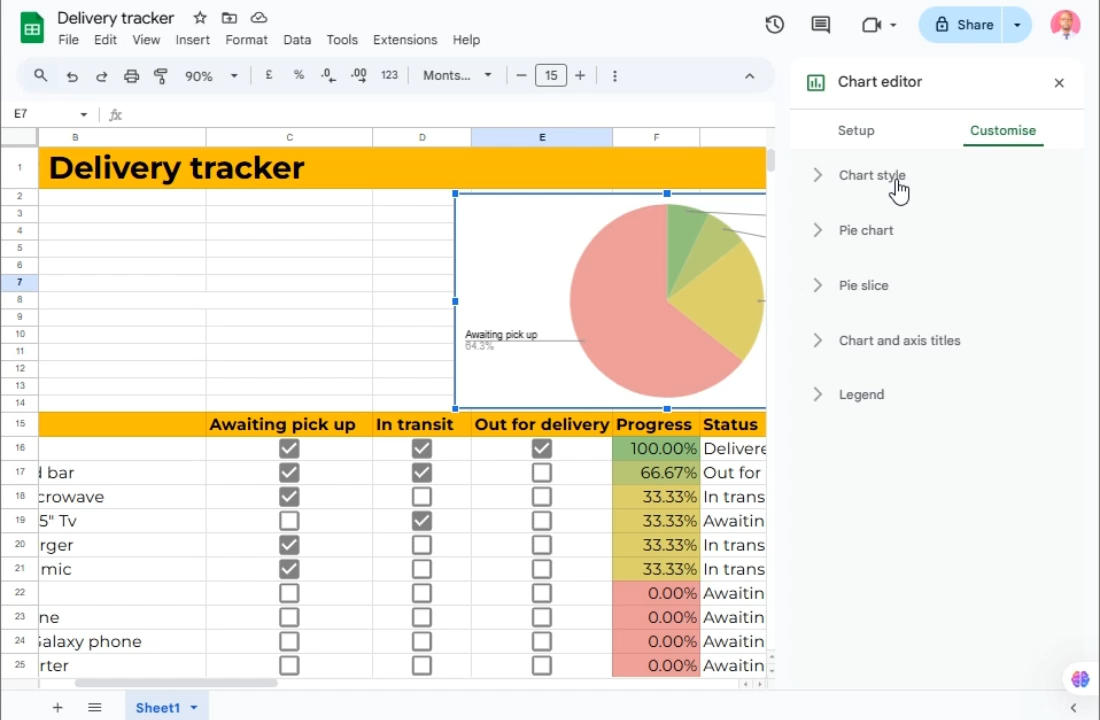 Delivery tracker
File Edit View Insert Format Data Tools Extensions Help
Share
90% £ % .0 .00 123 Monts... 15
E7 fx
Chart editor
Setup Customise
Chart style
Pie chart
Pie slice
Chart and axis titles
Legend
B C D E F
1 Delivery tracker
2
3
4
5
6
7
8
9
10
11
12
13
14
Awaiting pick up
64.3%
15 Awaiting pick up In transit Out for delivery Progress Status
16 100.00% Delivere
17 d bar 66.67% Out for
18 crowave 33.33% In trans
19 5" Tv 33.33% Awaitin
20 rger 33.33% In trans
21 mic 33.33% In trans
22 0.00% Awaitin
23 ne 0.00% Awaitin
24 Galaxy phone 0.00% Awaitin
25 rter 0.00% Awaitin
Sheet1